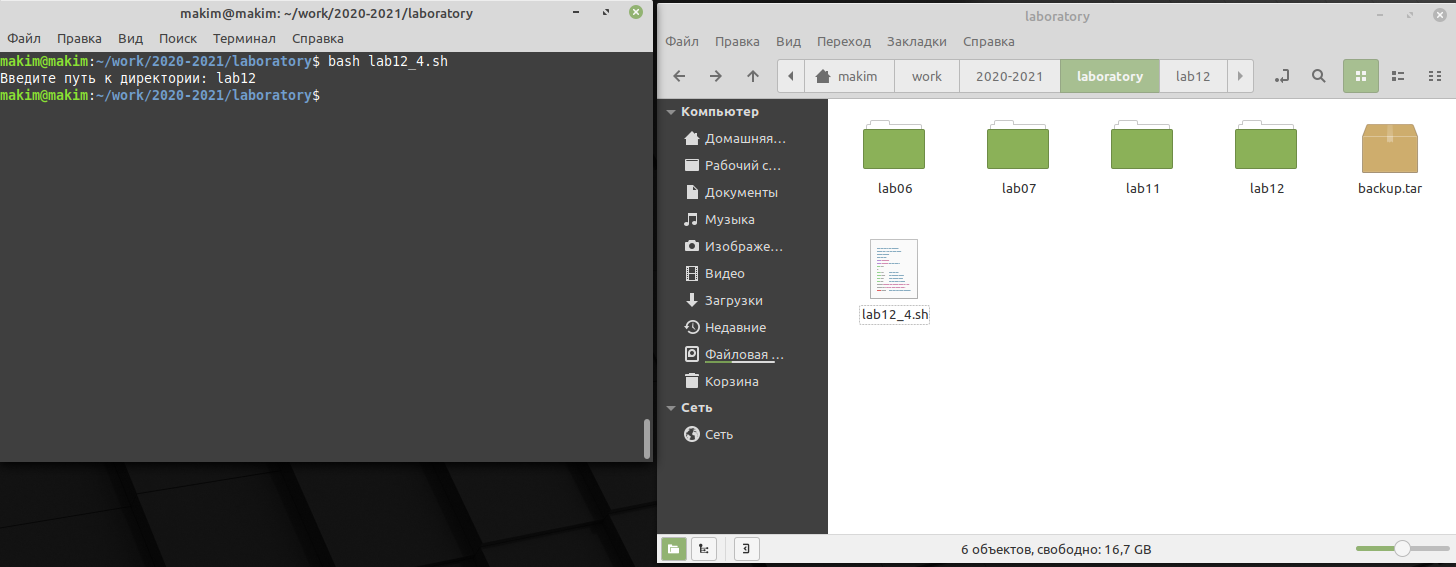 makim@makim: ~/work/2020-2021/laboratory
Файл Правка Вид Поиск Терминал Справка
makim@makim:~/work/2020-2021/laboratory$ bash lab12_4.sh
Введите путь к директории: lab12
makim@makim:~/work/2020-2021/laboratory$
laboratory
Файл Правка Вид Переход Закладки Справка
makim work 2020-2021 laboratory lab12
Компьютер
Домашняя...
Рабочий с...
Документы
Музыка
Изображе...
Видео
Загрузки
Недавние
Файловая ...
Корзина
Сеть
Сеть
lab06 lab07 lab11 lab12 backup.tar
lab12_4.sh
6 объектов, свободно: 16,7 GB